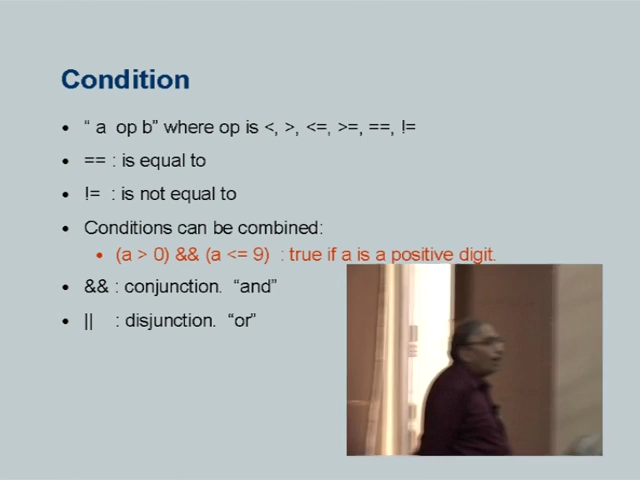 Condition
• “ a op b” where op is <, >, <=, >=, ==, !=
• == : is equal to
• != : is not equal to
• Conditions can be combined:
• (a > 0) && (a <= 9) : true if a is a positive digit.
• && : conjunction. “and”
• || : disjunction. “or”